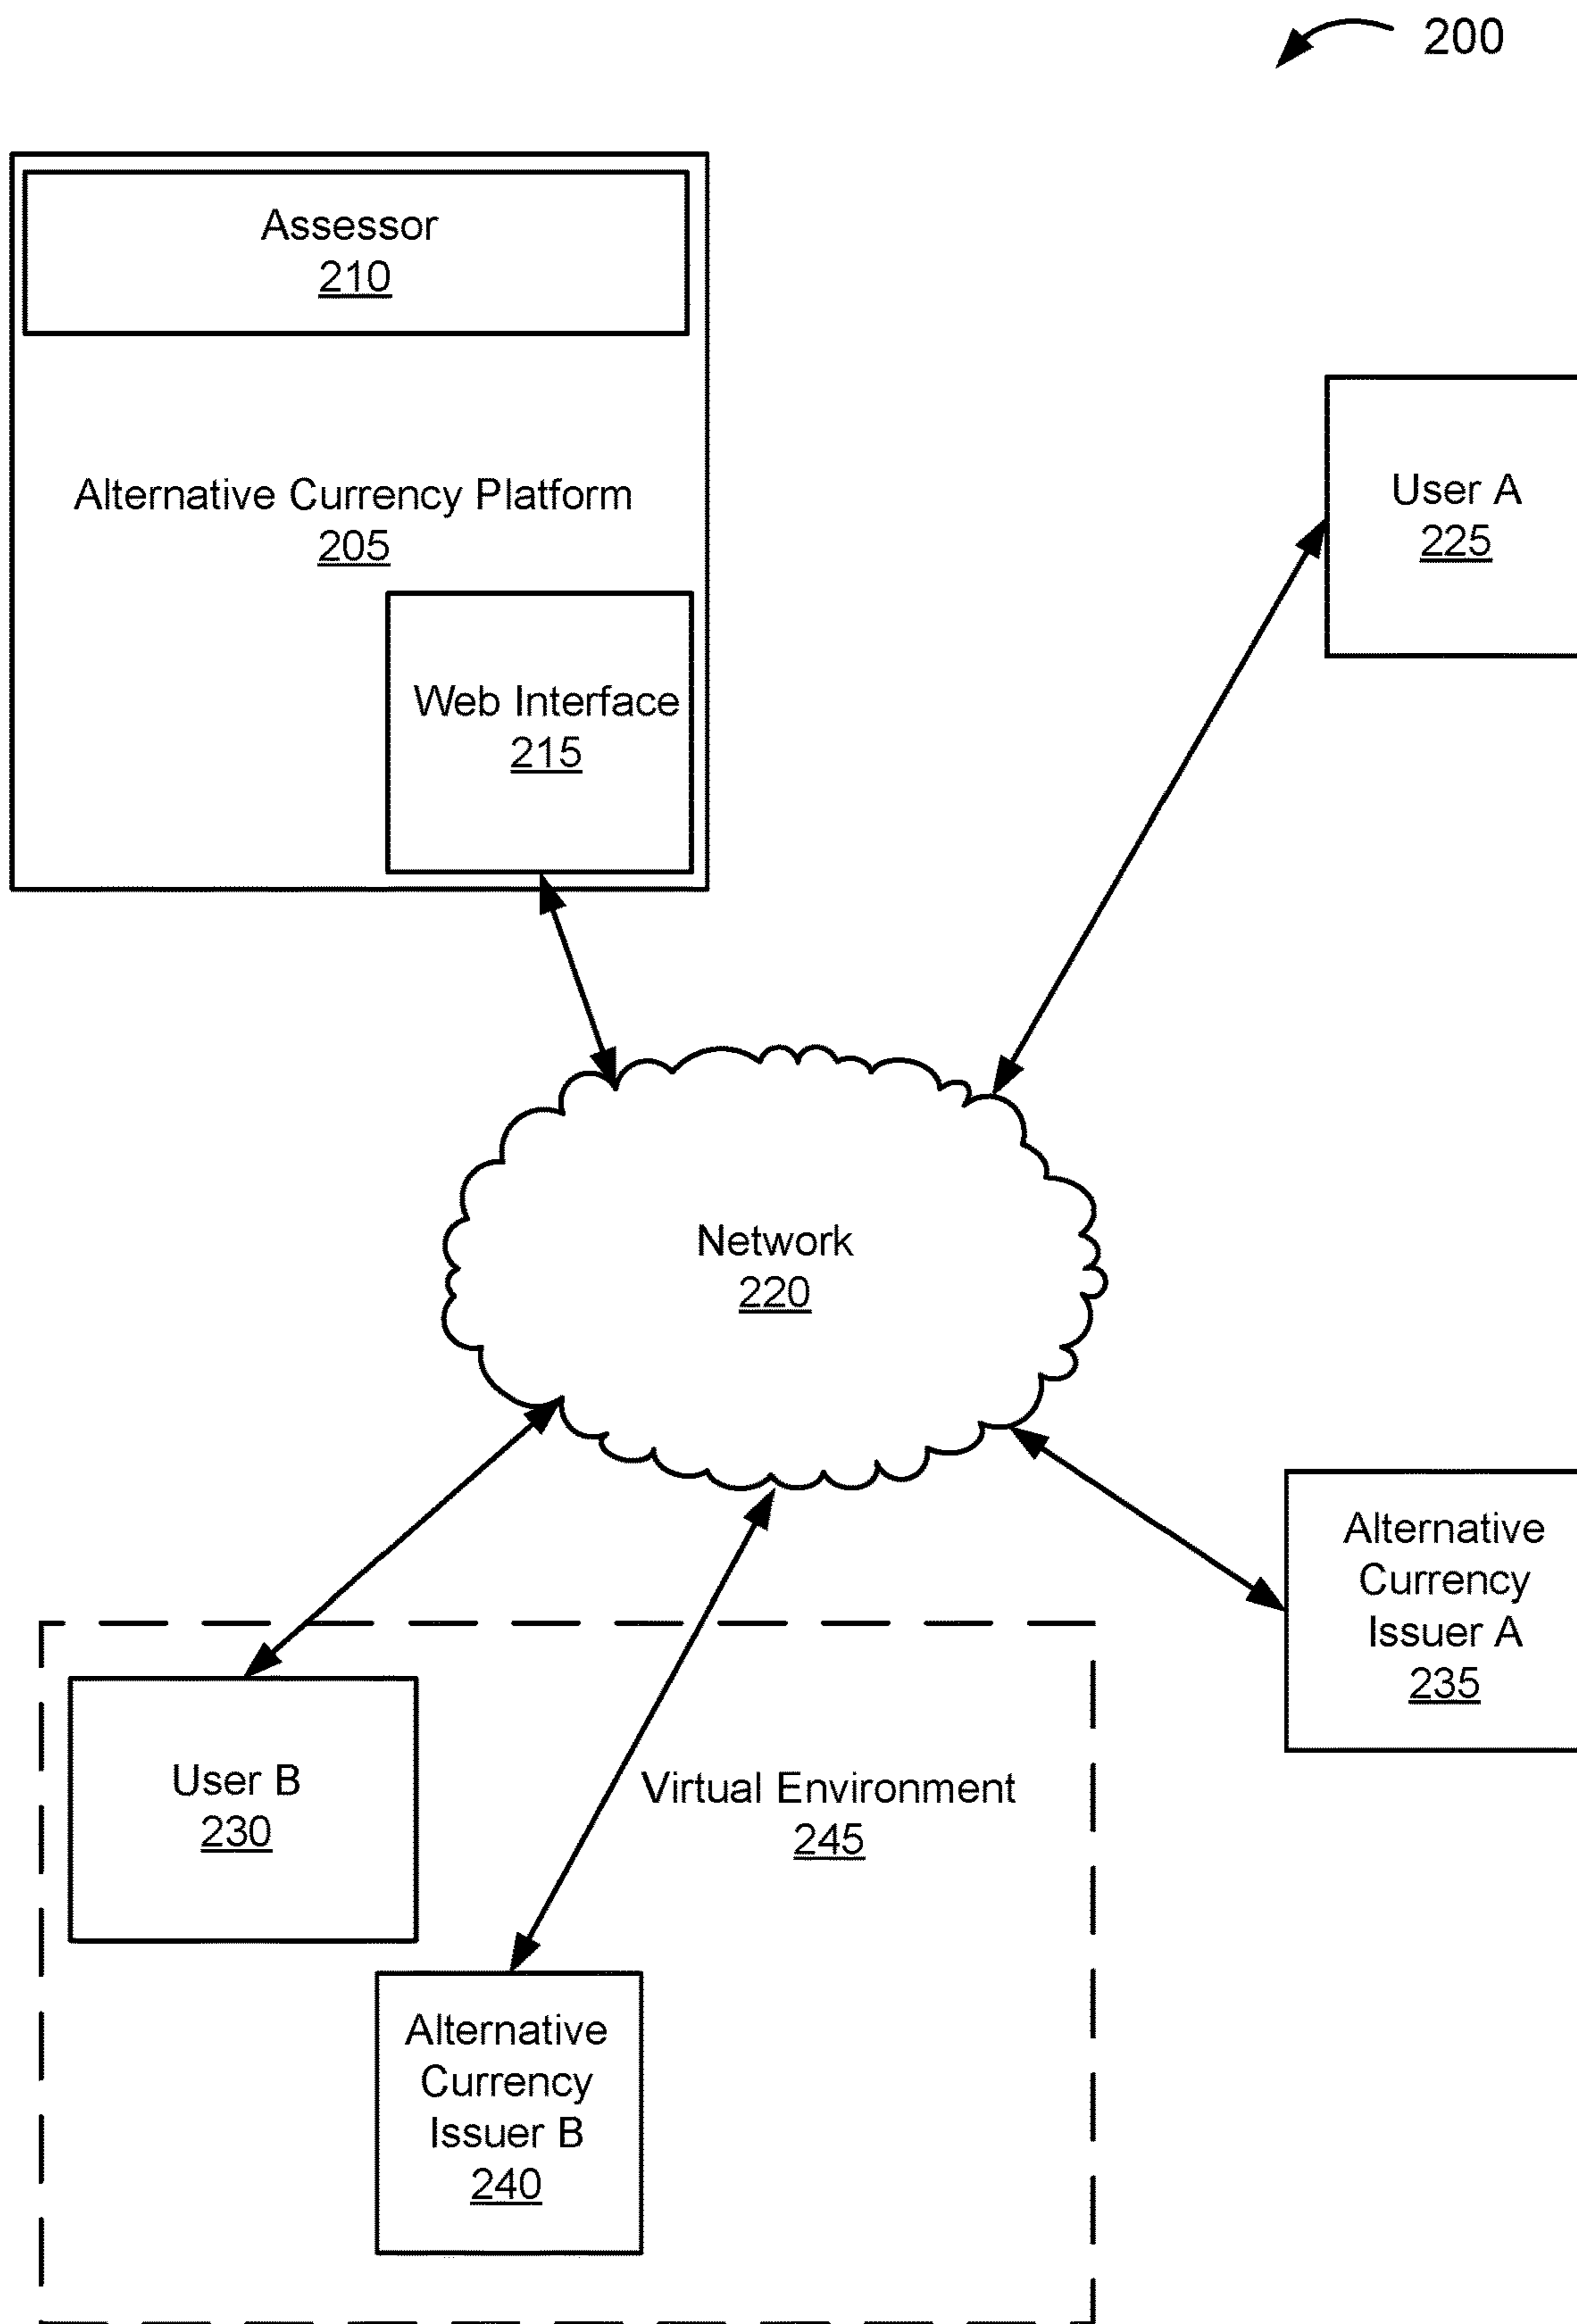 200
Assessor
210
Alternative Currency Platform
205
Web Interface
215
User A
225
Network
220
Alternative
Currency
Issuer A
235
User B
230
Virtual Environment
245
Alternative
Currency
Issuer B
240